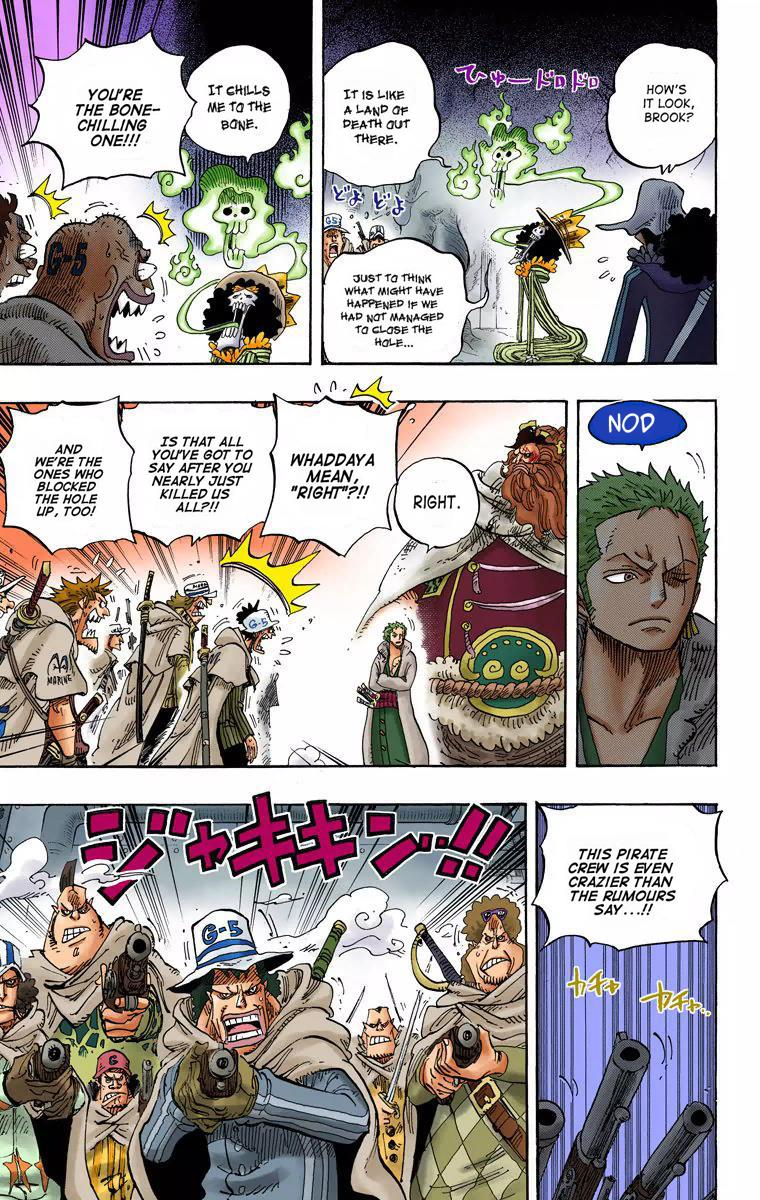 HOW'S
IT LOOK,
BROOK?
ひゅードロドロ
IT IS LIKE
A LAND OF
DEATH OUT
THERE.
どよどよ
G-5
JUST TO THINK
WHAT MIGHT HAVE
HAPPENED IF WE
HAD NOT MANAGED
TO CLOSE THE
HOLE...
IT CHILLS
ME TO THE
BONE.
YOU'RE
THE BONE-
CHILLING
ONE!!!
G-5
NOD
RIGHT.
WHADDAYA
MEAN,
"RIGHT"?!!
IS THAT ALL
YOU'VE GOT TO
SAY AFTER YOU
NEARLY JUST
KILLED US
ALL?!!
AND
WE'RE THE
ONES WHO
BLOCKED
THE HOLE
UP, TOO!
G-5
MARINE
THIS PIRATE
CREW IS EVEN
CRAZIER THAN
THE RUMOURS
SAY...!!
カチャ
カチャ..
ジャキキン..!!
G-5
G